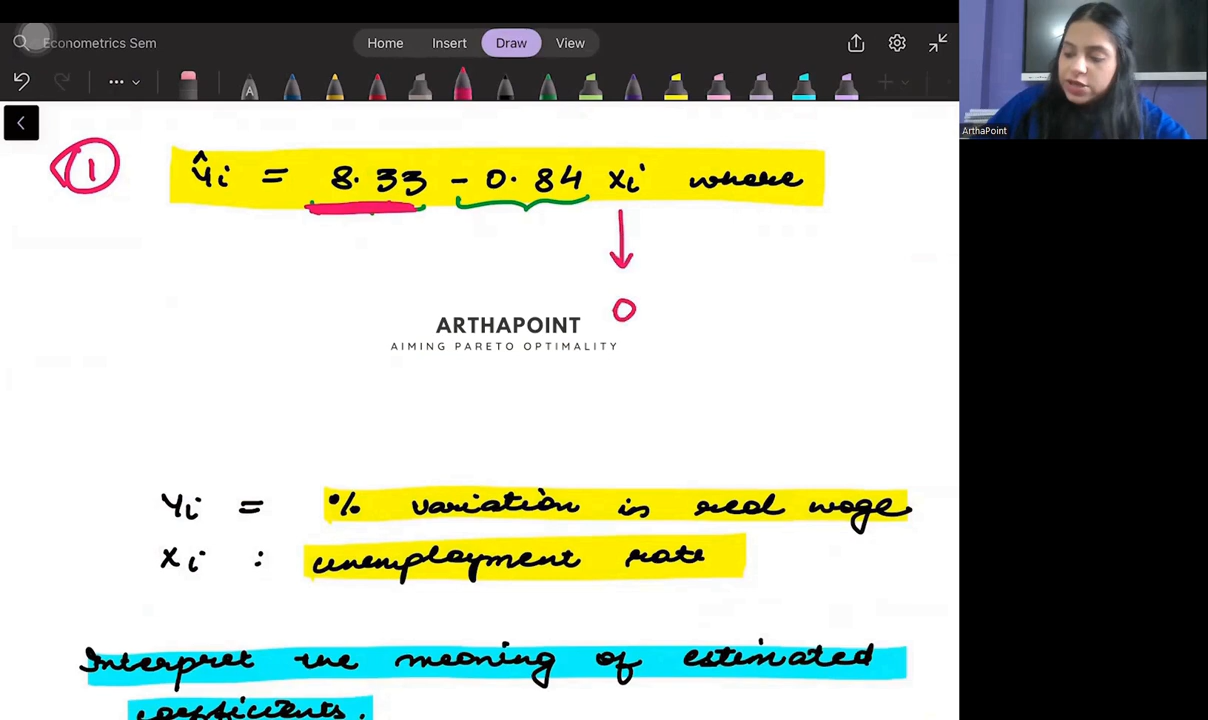 Econometrics Sem
Home Insert Draw View
A
ArthaPoint
1
Ŷi = 8.33 - 0.84 Xi where
0
ARTHAPOINT
AIMING PARETO OPTIMALITY
Yi = % variation in real wage
Xi : unemployment rate
Interpret the meaning of estimated
coefficients.